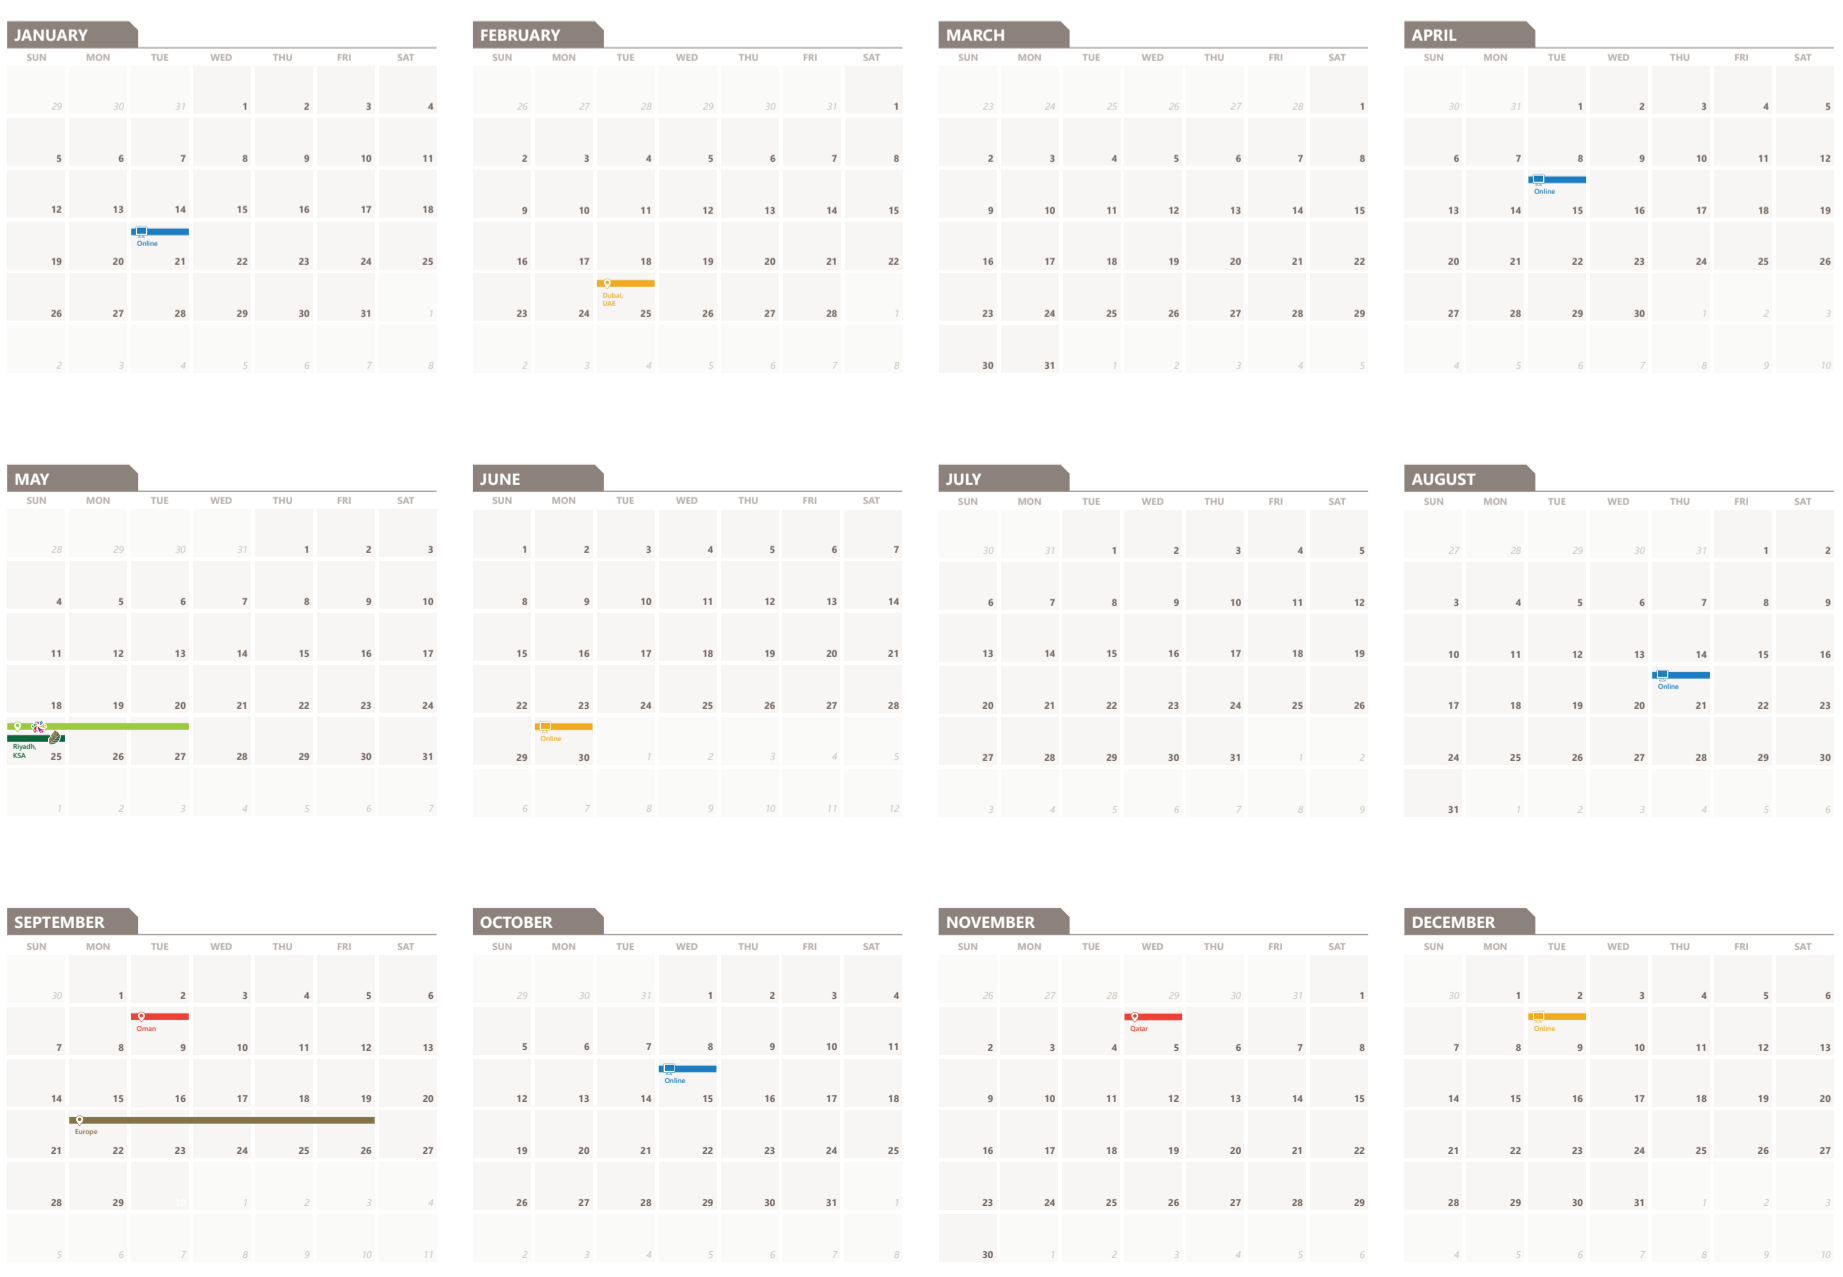 JANUARY
SUN MON TUE WED THU FRI SAT
29 30 31 1 2 3 4
5 6 7 8 9 10 11
12 13 14 15 16 17 18
Online
19 20 21 22 23 24 25
26 27 28 29 30 31 1
2 3 4 5 6 7 8
FEBRUARY
SUN MON TUE WED THU FRI SAT
26 27 28 29 30 31 1
2 3 4 5 6 7 8
9 10 11 12 13 14 15
16 17 18 19 20 21 22
Dubai,
UAE
23 24 25 26 27 28 1
2 3 4 5 6 7 8
MARCH
SUN MON TUE WED THU FRI SAT
23 24 25 26 27 28 1
2 3 4 5 6 7 8
9 10 11 12 13 14 15
16 17 18 19 20 21 22
23 24 25 26 27 28 29
30 31 1 2 3 4 5
APRIL
SUN MON TUE WED THU FRI SAT
30 31 1 2 3 4 5
6 7 8 9 10 11 12
Online
13 14 15 16 17 18 19
20 21 22 23 24 25 26
27 28 29 30 1 2 3
4 5 6 7 8 9 10
MAY
SUN MON TUE WED THU FRI SAT
28 29 30 31 1 2 3
4 5 6 7 8 9 10
11 12 13 14 15 16 17
18 19 20 21 22 23 24
Riyadh,
KSA
25 26 27 28 29 30 31
1 2 3 4 5 6 7
JUNE
SUN MON TUE WED THU FRI SAT
1 2 3 4 5 6 7
8 9 10 11 12 13 14
15 16 17 18 19 20 21
22 23 24 25 26 27 28
Online
29 30 1 2 3 4 5
6 7 8 9 10 11 12
JULY
SUN MON TUE WED THU FRI SAT
30 31 1 2 3 4 5
6 7 8 9 10 11 12
13 14 15 16 17 18 19
20 21 22 23 24 25 26
27 28 29 30 31 1 2
3 4 5 6 7 8 9
AUGUST
SUN MON TUE WED THU FRI SAT
27 28 29 30 31 1 2
3 4 5 6 7 8 9
10 11 12 13 14 15 16
Online
17 18 19 20 21 22 23
24 25 26 27 28 29 30
31 1 2 3 4 5 6
SEPTEMBER
SUN MON TUE WED THU FRI SAT
30 1 2 3 4 5 6
Oman
7 8 9 10 11 12 13
14 15 16 17 18 19 20
Europe
21 22 23 24 25 26 27
28 29 1 2 3 4
5 6 7 8 9 10 11
OCTOBER
SUN MON TUE WED THU FRI SAT
29 30 31 1 2 3 4
5 6 7 8 9 10 11
Online
12 13 14 15 16 17 18
19 20 21 22 23 24 25
26 27 28 29 30 31 1
2 3 4 5 6 7 8
NOVEMBER
SUN MON TUE WED THU FRI SAT
26 27 28 29 30 31 1
Qatar
2 3 4 5 6 7 8
9 10 11 12 13 14 15
16 17 18 19 20 21 22
23 24 25 26 27 28 29
30 1 2 3 4 5 6
DECEMBER
SUN MON TUE WED THU FRI SAT
30 1 2 3 4 5 6
Online
7 8 9 10 11 12 13
14 15 16 17 18 19 20
21 22 23 24 25 26 27
28 29 30 31 1 2 3
4 5 6 7 8 9 10